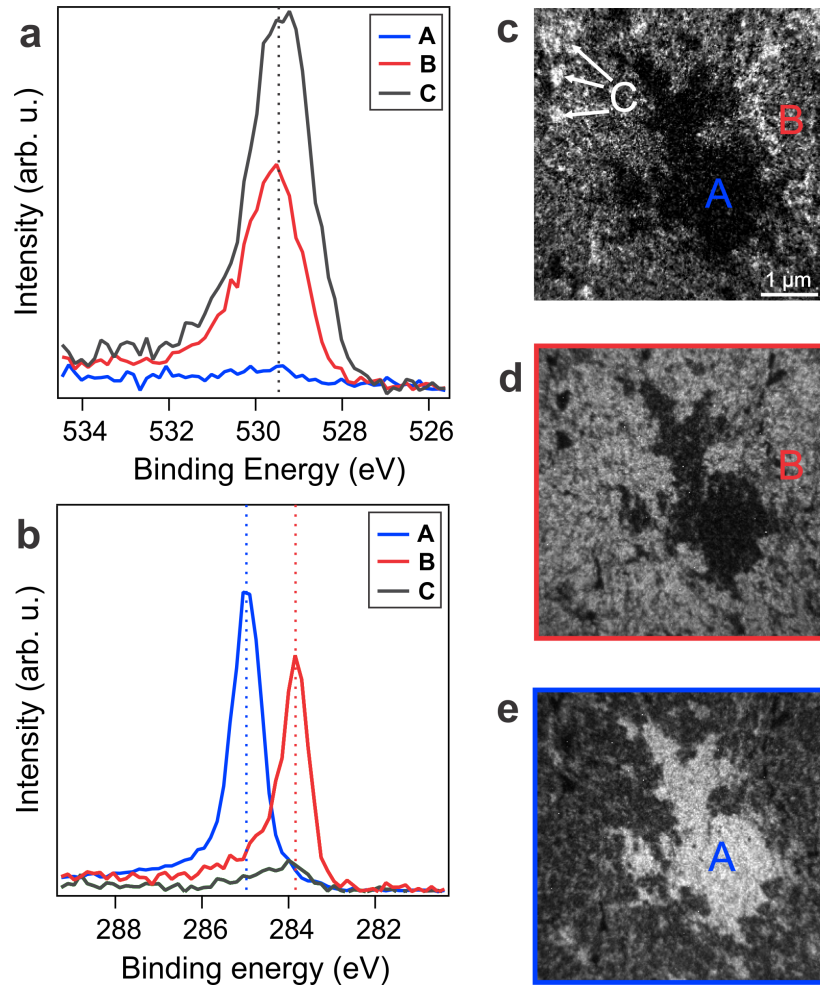 a
A
B
C
Intensity (arb. u.)
534 532 530 528 526
Binding Energy (eV)
b
A
B
C
Intensity (arb. u.)
288 286 284 282
Binding energy (eV)
c
C
B
A
1 µm
d
B
e
A